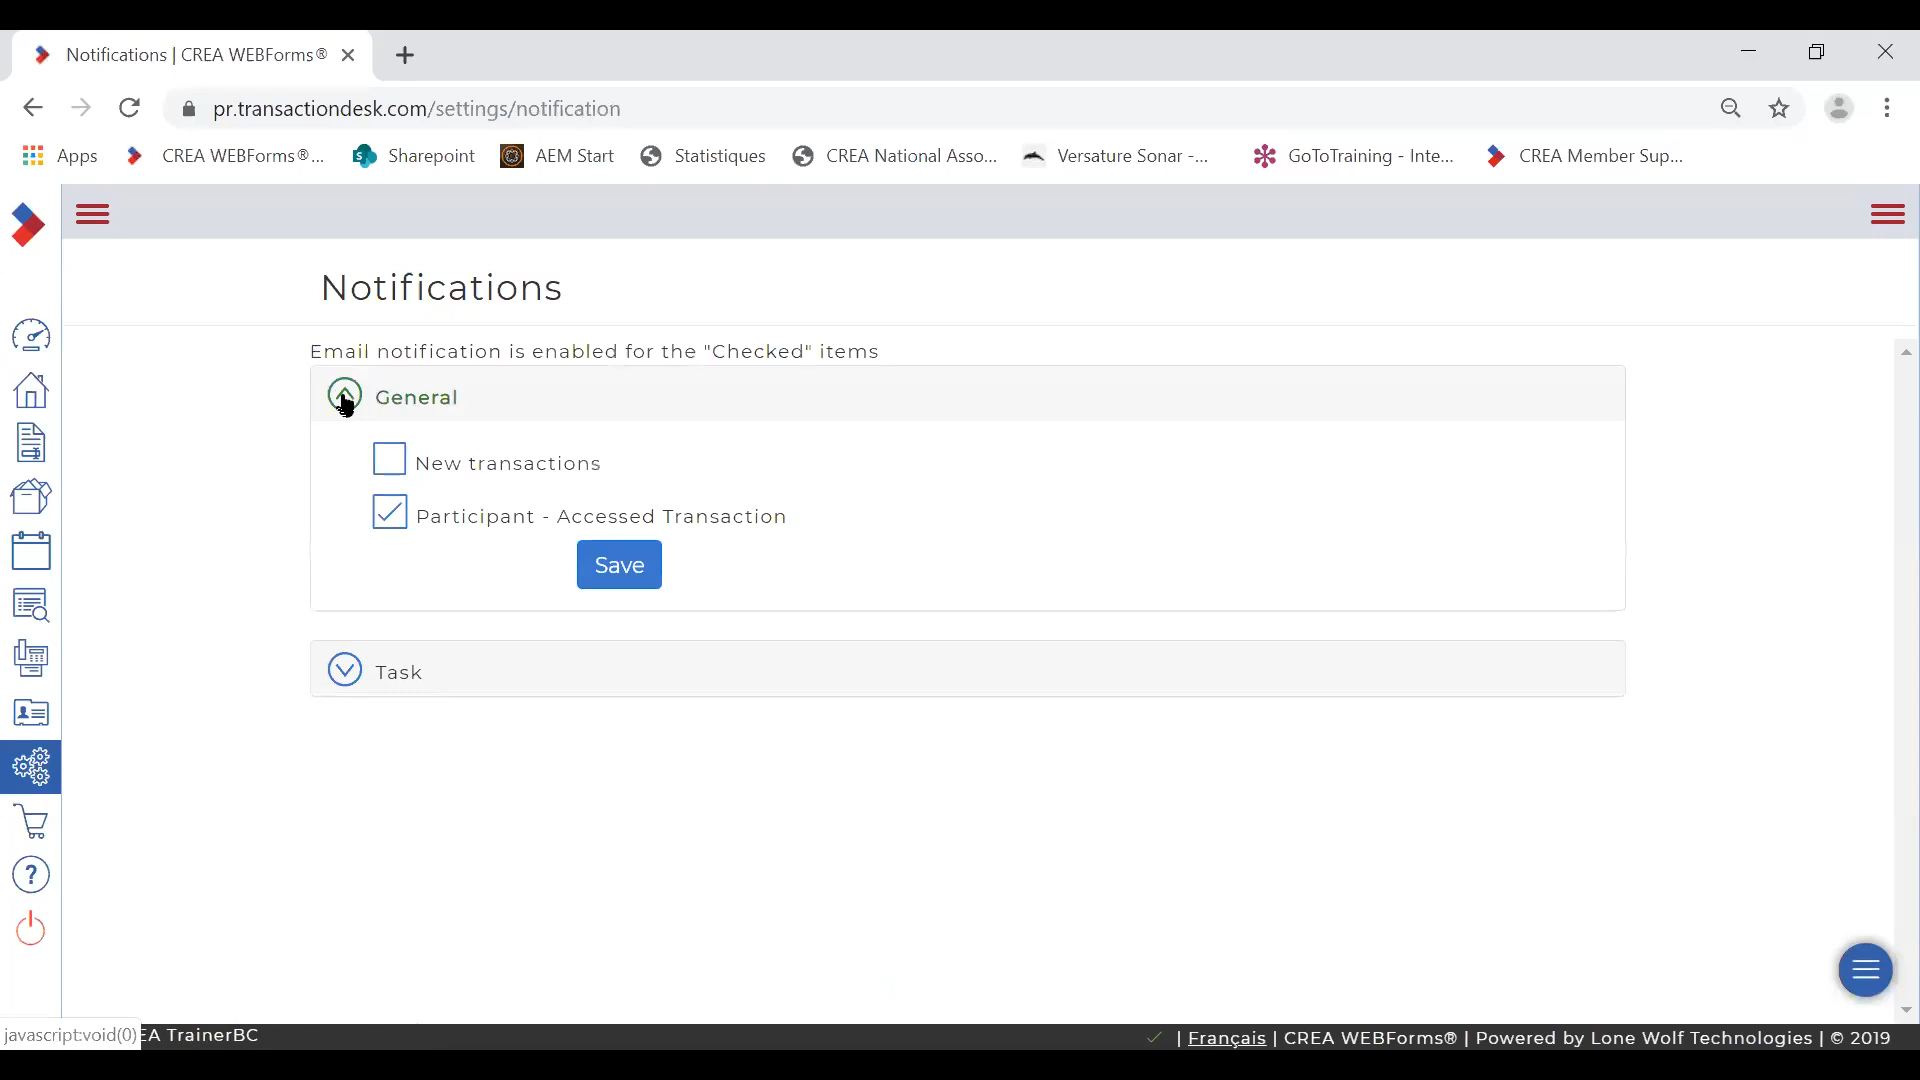 Notifications | CREA WEBForms®
pr.transactiondesk.com/settings/notification
Apps CREA WEBForms®... Sharepoint AEM Start Statistiques CREA National Asso... Versature Sonar -... GoToTraining - Inte... CREA Member Sup...
Notifications
Email notification is enabled for the "Checked" items
General
New transactions
Participant - Accessed Transaction
Save
Task
?
javascript:void(0) EA TrainerBC
| Français | CREA WEBForms® | Powered by Lone Wolf Technologies | © 2019